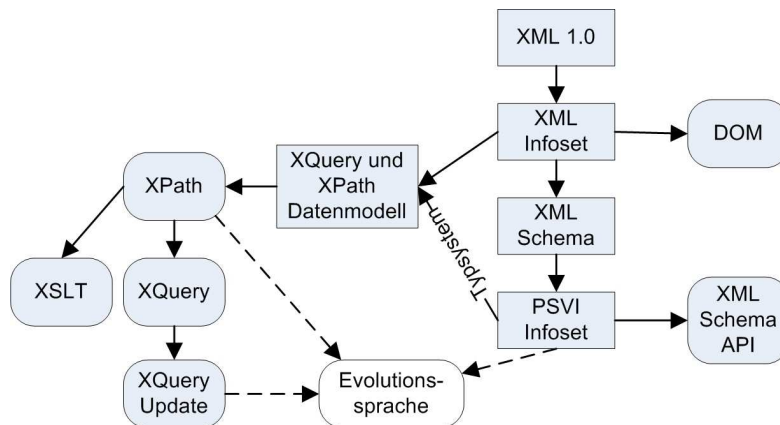 XML 1.0
XML
Infoset
DOM
XQuery und
XPath
Datenmodell
XPath
XML
Schema
Typsystem
XSLT
XQuery
PSVI
Infoset
XML
Schema
API
XQuery
Update
Evolutions-
sprache